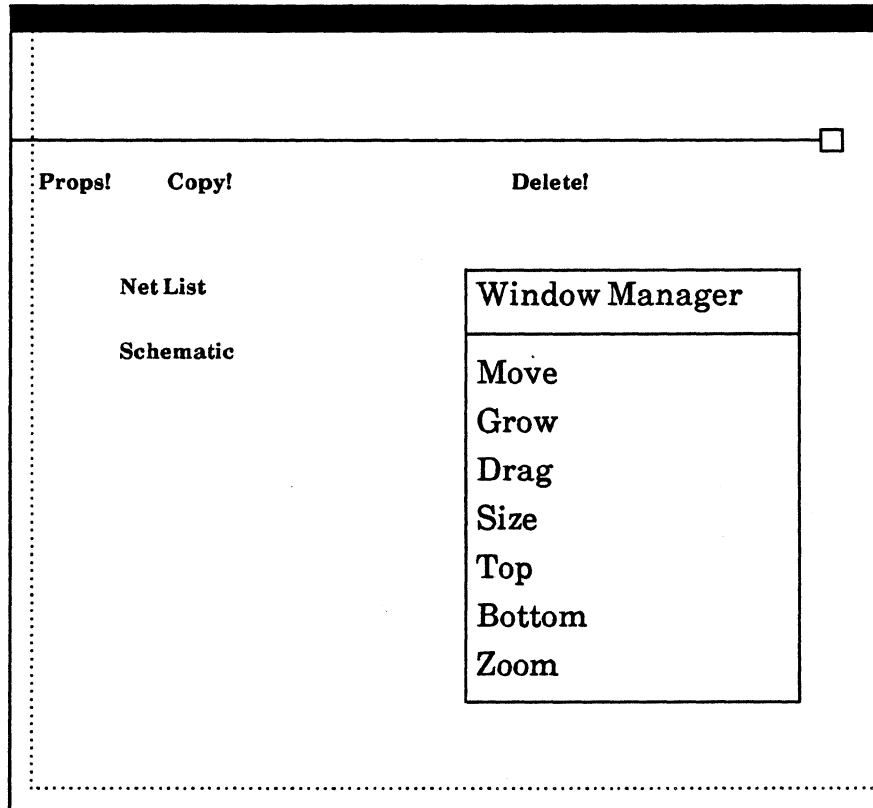 Props! Copy! Delete!
Net List
Schematic
Window Manager
Move
Grow
Drag
Size
Top
Bottom
Zoom